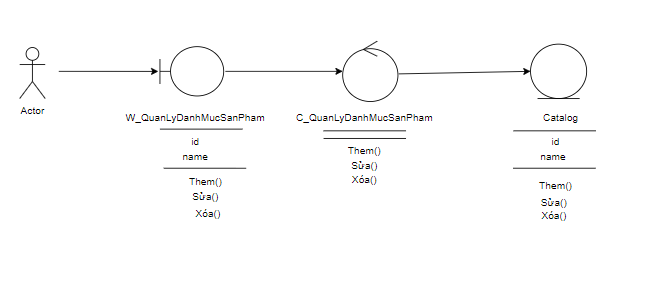 Actor
W_QuanLyDanhMucSanPham
id
name
Them()
Sửa()
Xóa()
C_QuanLyDanhMucSanPham
Them()
Sửa()
Xóa()
Catalog
id
name
Them()
Sửa()
Xóa()